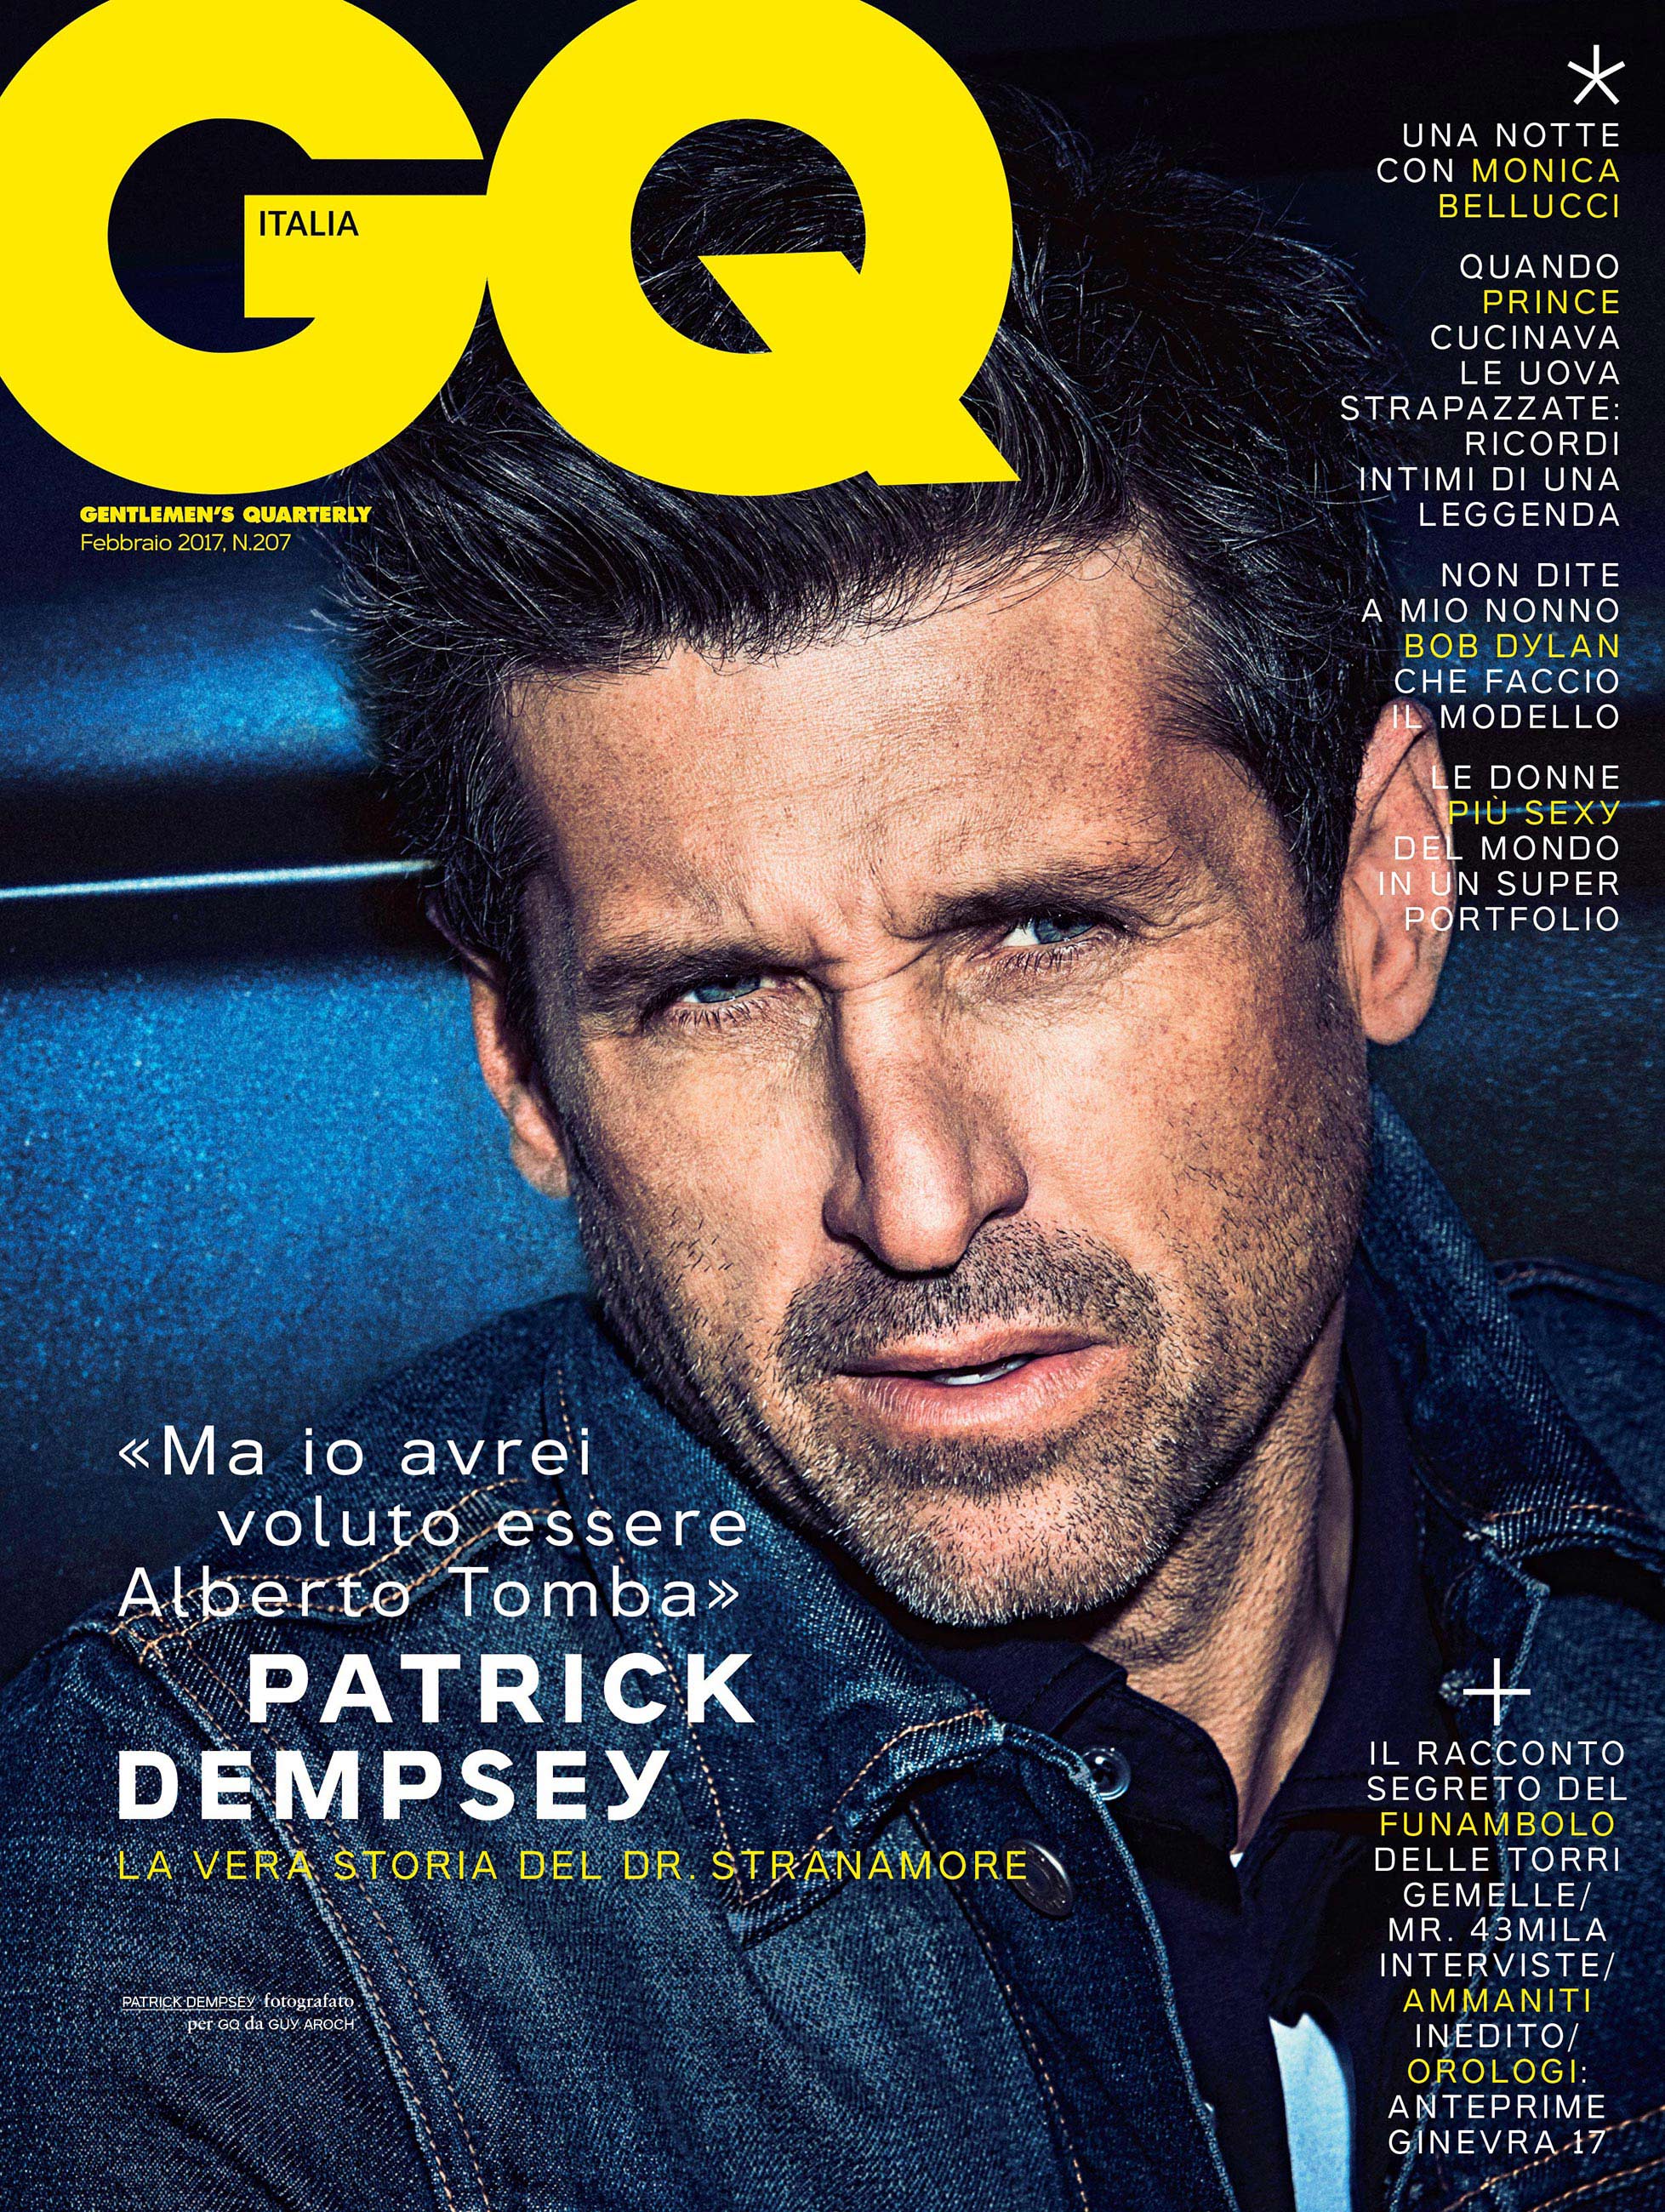 GQ
ITALIA
GENTLEMEN'S QUARTERLY
Febbraio 2017, N.207
*
UNA NOTTE
CON MONICA
BELLUCCI
QUANDO
PRINCE
CUCINAVA
LE UOVA
STRAPAZZATE:
RICORDI
INTIMI DI UNA
LEGGENDA
NON DITE
A MIO NONNO
BOB DYLAN
CHE FACCIO
IL MODELLO
LE DONNE
PIÙ SEXY
DEL MONDO
IN UN SUPER
PORTFOLIO
«Ma io avrei
voluto essere
Alberto Tomba»
PATRICK
DEMPSEY
LA VERA STORIA DEL DR. STRANAMORE
PATRICK DEMPSEY fotografato
per GQ da GUY AROCH
+
IL RACCONTO
SEGRETO DEL
FUNAMBOLO
DELLE TORRI
GEMELLE/
MR. 43MILA
INTERVISTE/
AMMANITI
INEDITO/
OROLOGI:
ANTEPRIME
GINEVRA 17